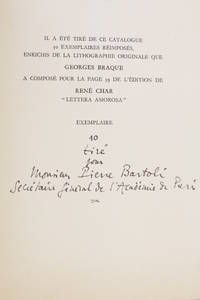 IL A ÉTÉ TIRÉ DE CE CATALOGUE
50 EXEMPLAIRES RÉIMPOSÉS,
ENRICHIS DE LA LITHOGRAPHIE ORIGINALE QUE
GEORGES BRAQUE
A COMPOSÉ POUR LA PAGE 39 DE L'ÉDITION DE
RENÉ CHAR
"LETTERA AMOROSA"
EXEMPLAIRE
10
tiré
pour
Monsieur Pierre Bartoli
Secrétaire Général de l'Académie de Paris